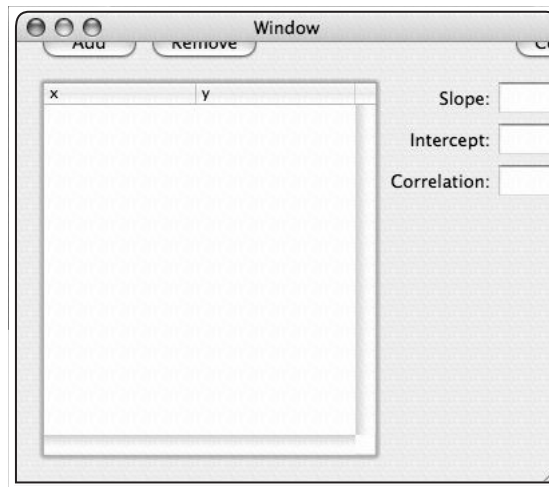 Window
Add Remove
x y
Slope:
Intercept:
Correlation: